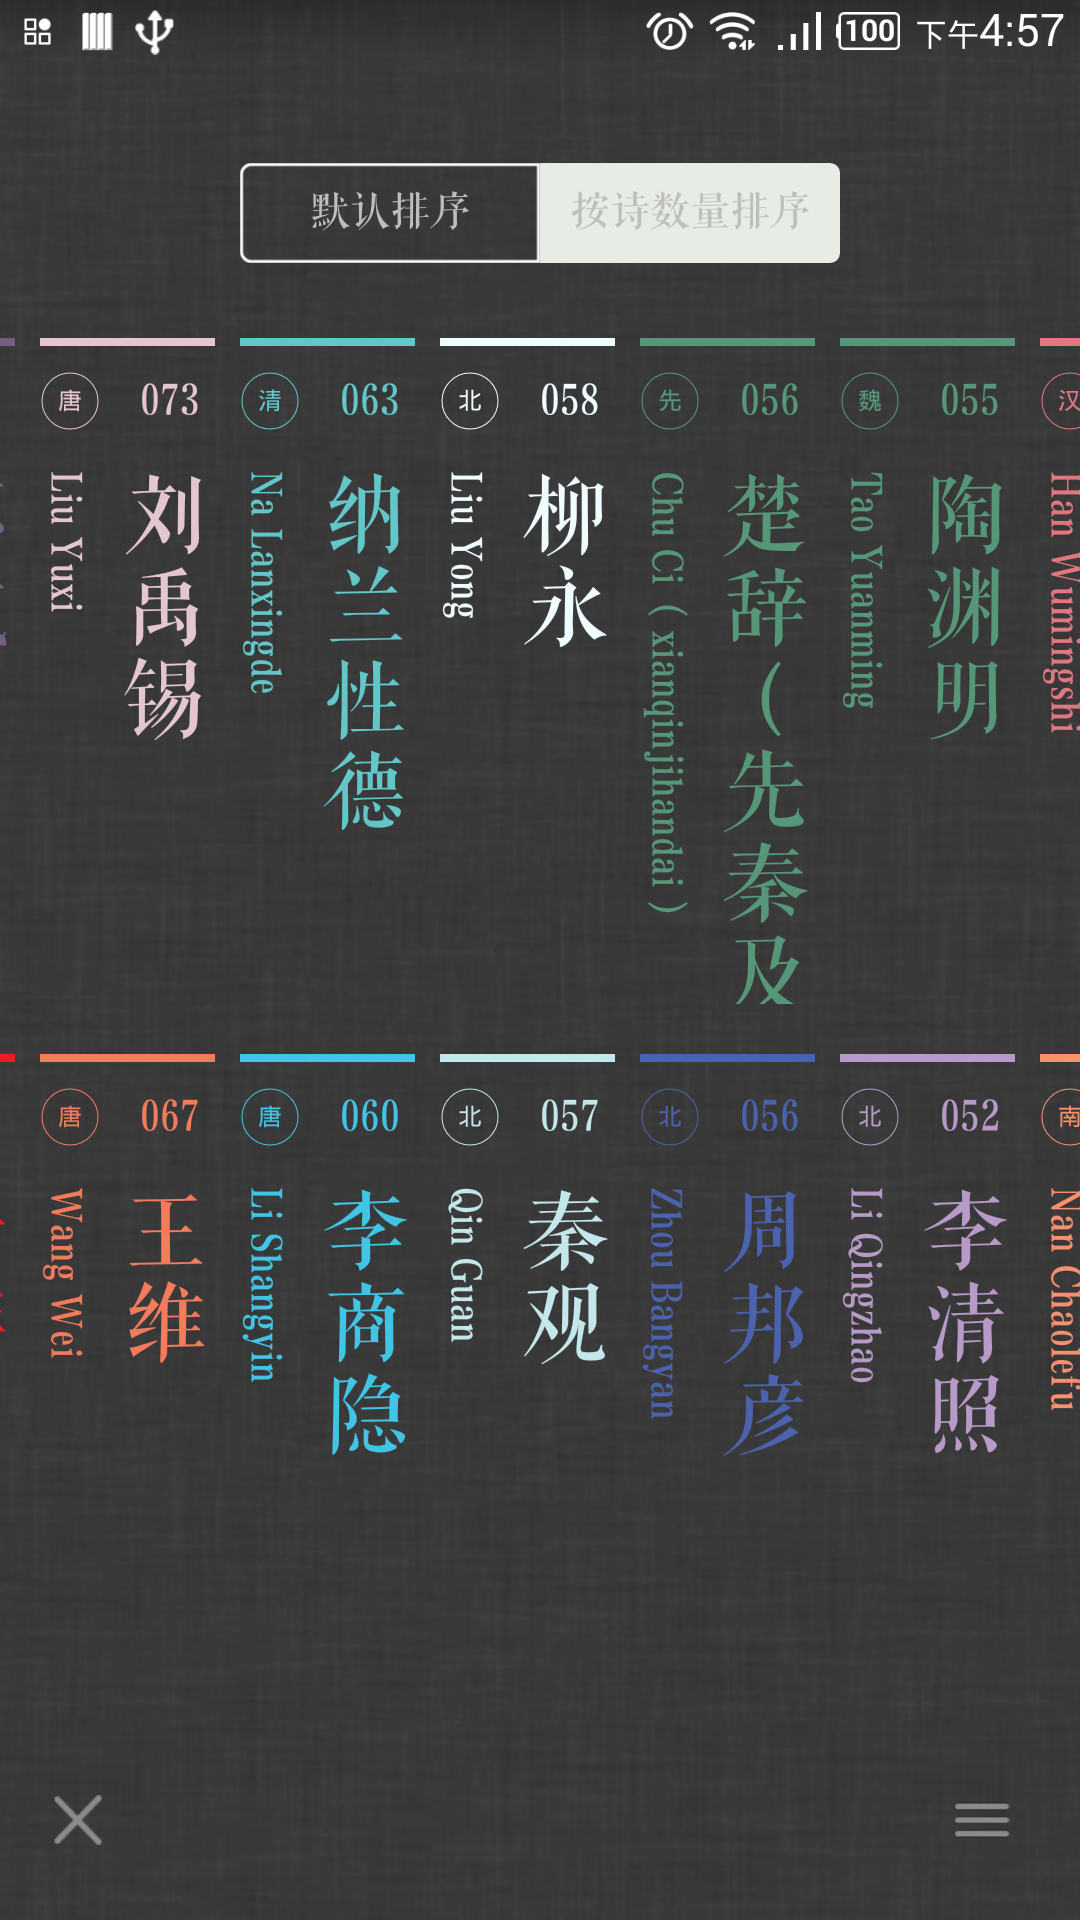 100 下午4:57
默认排序 按诗数量排序
唐 073
刘禹锡
Liu Yuxi
清 063
纳兰性德
Na Lanxingde
北 058
柳永
Liu Yong
先 056
楚辞（先秦及
Chu Ci（xianqinjihandai）
魏 055
陶渊明
Tao Yuanming
汉
Han Wumingshi
唐 067
王维
Wang Wei
唐 060
李商隐
Li Shangyin
北 057
秦观
Qin Guan
北 056
周邦彦
Zhou Bangyan
北 052
李清照
Li Qingzhao
南
Nan Chaolefu